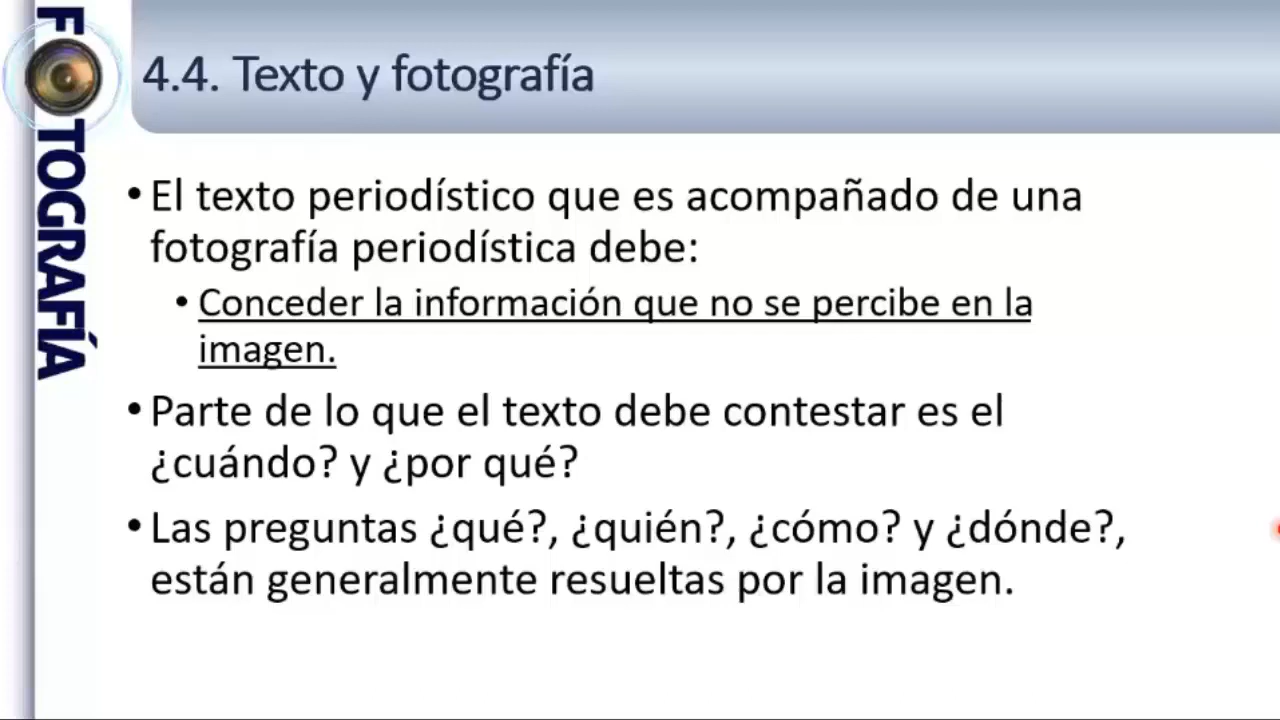 4.4. Texto y fotografía
• El texto periodístico que es acompañado de una
fotografía periodística debe:
• Conceder la información que no se percibe en la
imagen.
• Parte de lo que el texto debe contestar es el
¿cuándo? y ¿por qué?
• Las preguntas ¿qué?, ¿quién?, ¿cómo? y ¿dónde?,
están generalmente resueltas por la imagen.
FOTOGRAFÍA